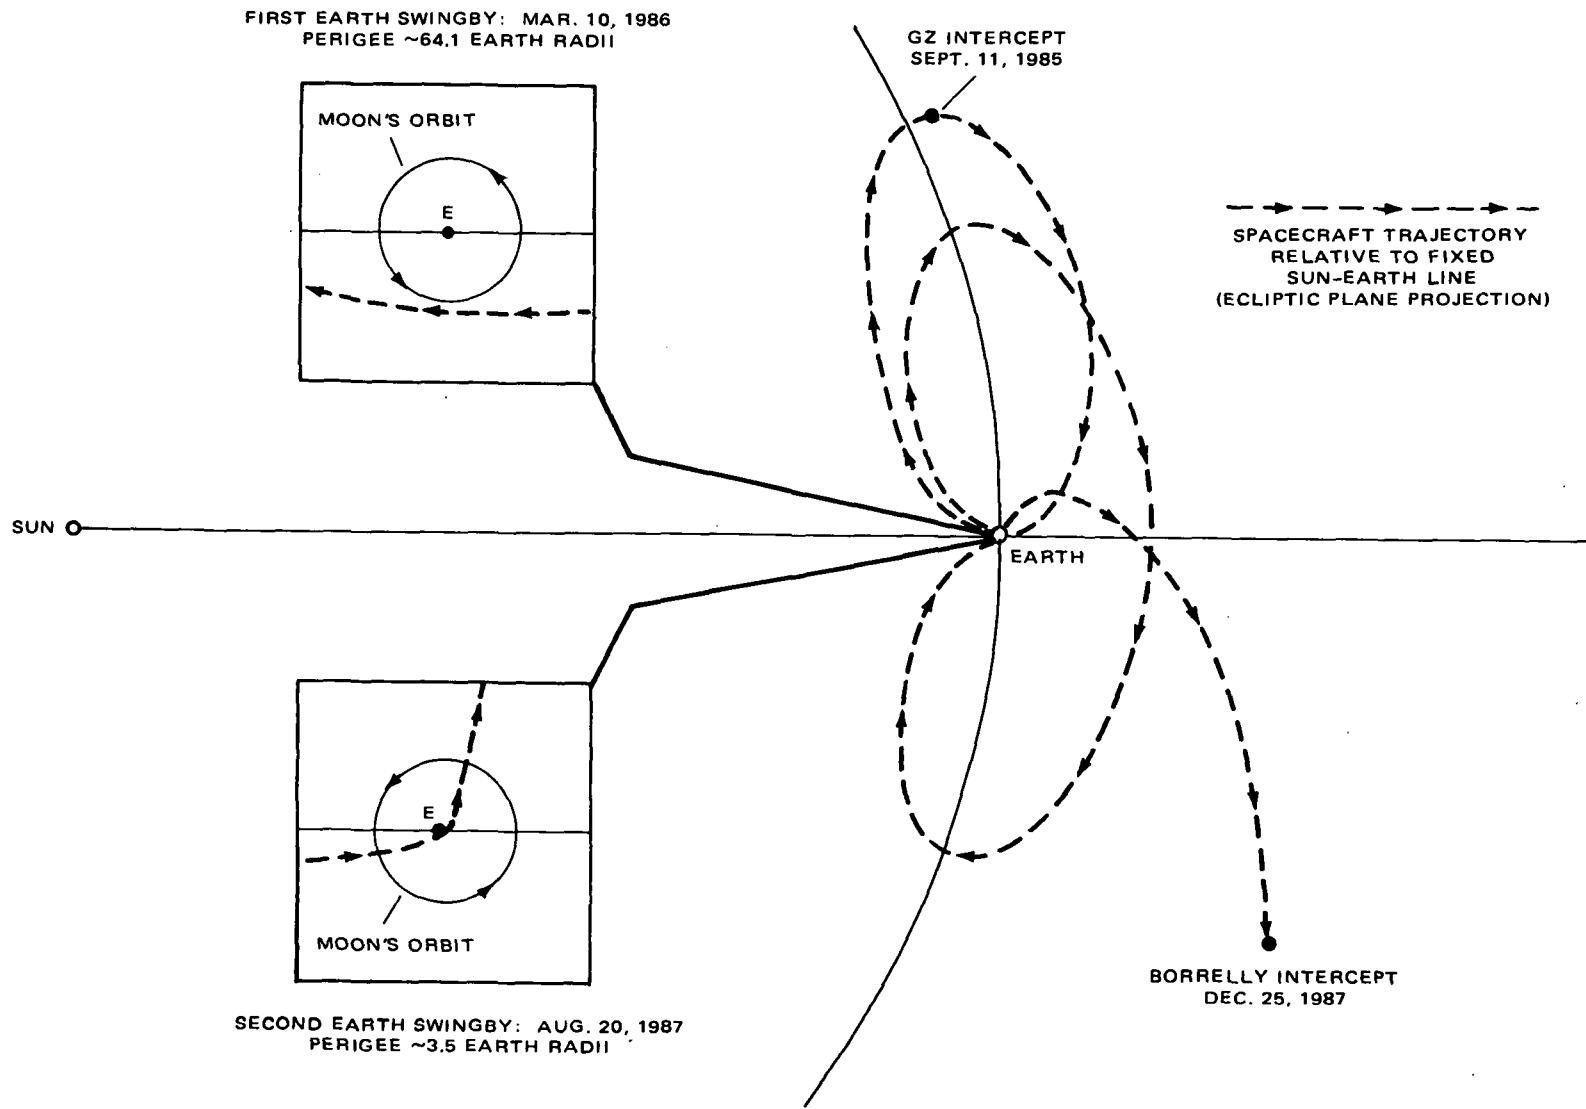 FIRST EARTH SWINGBY: MAR. 10, 1986
PERIGEE ~64.1 EARTH RADII
MOON'S ORBIT
E
GZ INTERCEPT
SEPT. 11, 1985
SPACECRAFT TRAJECTORY
RELATIVE TO FIXED
SUN-EARTH LINE
(ECLIPTIC PLANE PROJECTION)
SUN
EARTH
E
MOON'S ORBIT
SECOND EARTH SWINGBY: AUG. 20, 1987
PERIGEE ~3.5 EARTH RADII
BORRELLY INTERCEPT
DEC. 25, 1987